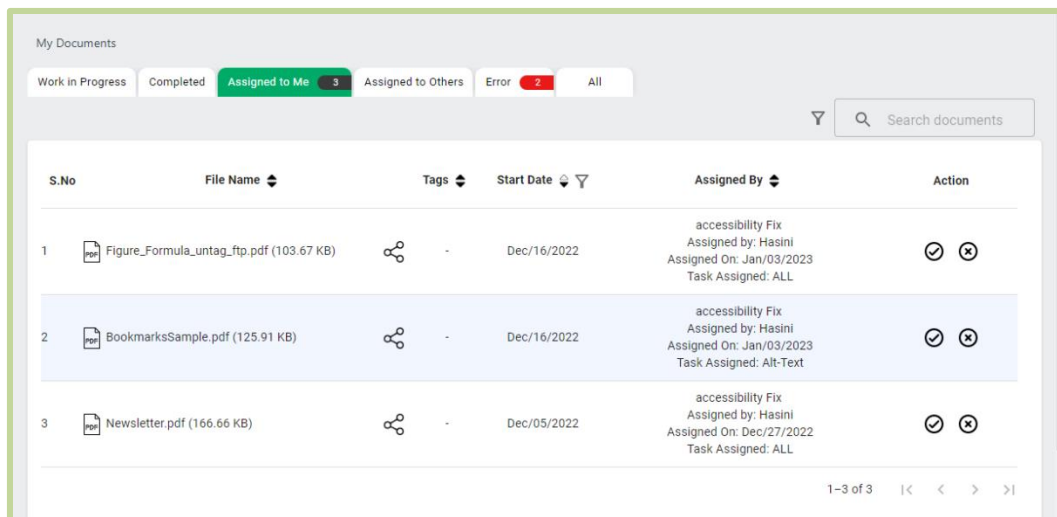 My Documents
Work in Progress Completed Assigned to Me 3 Assigned to Others Error 2 All
Search documents
S.No File Name Tags Start Date Assigned By Action
accessibility Fix
1 PDF Figure_Formula_untag_ftp.pdf (103.67 KB) - Dec/16/2022 Assigned by: Hasini
Assigned On: Jan/03/2023
Task Assigned: ALL
accessibility Fix
2 PDF BookmarksSample.pdf (125.91 KB) - Dec/16/2022 Assigned by: Hasini
Assigned On: Jan/03/2023
Task Assigned: Alt-Text
accessibility Fix
3 PDF Newsletter.pdf (166.66 KB) - Dec/05/2022 Assigned by: Hasini
Assigned On: Dec/27/2022
Task Assigned: ALL
1–3 of 3